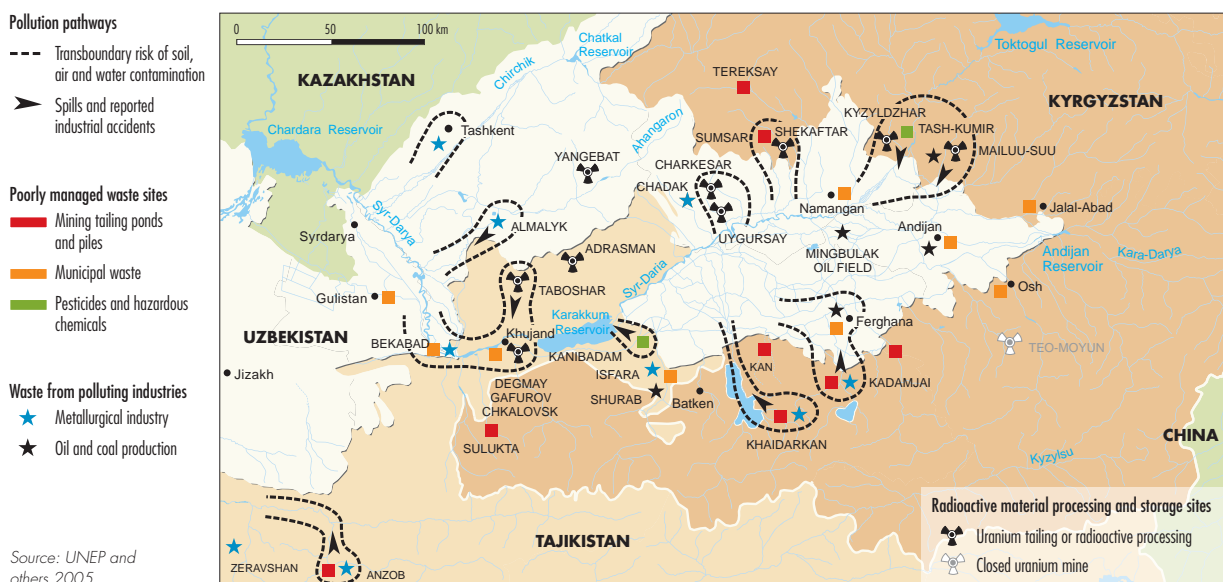 Pollution pathways
Transboundary risk of soil,
air and water contamination
Spills and reported
industrial accidents
Poorly managed waste sites
Mining tailing ponds
and piles
Municipal waste
Pesticides and hazardous
chemicals
Waste from polluting industries
Metallurgical industry
Oil and coal production
Source: UNEP and
others 2005
0 50 100 km
Chatkal
Reservoir
Toktogul Reservoir
KAZAKHSTAN
Chirchik
TEREKSAY
KYRGYZSTAN
Chardara Reservoir
Tashkent
Ahangaron
SUMSAR
SHEKAFTAR
KYZYLDZHAR
TASH-KUMIR
MAILUU-SUU
YANGEBAT
CHARKESAR
CHADAK
Namangan
Jalal-Abad
Syr-Darya
Syrdarya
ALMALYK
UYGURSAY
Andijan
ADRASMAN
MINGBULAK
OIL FIELD
Andijan
Reservoir
Kara-Darya
Syr-Daria
TABOSHAR
Osh
Gulistan
Karakkum
Reservoir
Ferghana
UZBEKISTAN
BEKABAD
Khujand
KANIBADAM
TEO-MOYUN
Jizakh
ISFARA
KAN
DEGMAY
GAFUROV
CHKALOVSK
SHURAB
Batken
KADAMJAI
SULUKTA
KHAIDARKAN
CHINA
Kyzylsu
TAJIKISTAN
ZERAVSHAN
ANZOB
Radioactive material processing and storage sites
Uranium tailing or radioactive processing
Closed uranium mine